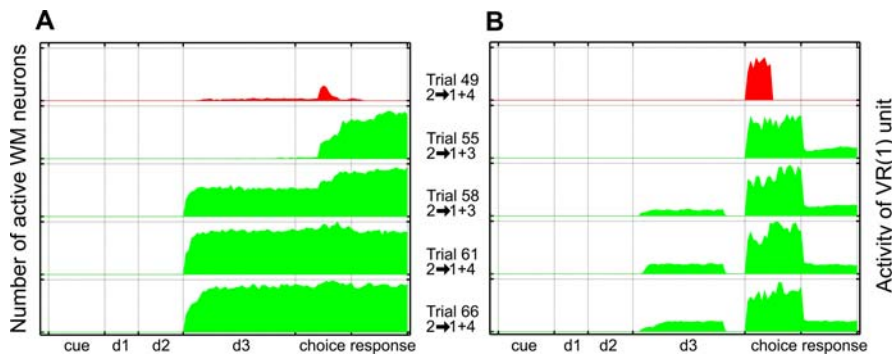 A
B
Number of active WM neurons
Trial 49
2➡1+4
Trial 55
2➡1+3
Trial 58
2➡1+3
Trial 61
2➡1+4
Trial 66
2➡1+4
Activity of VR(1) unit
cue d1 d2 d3 choice response
cue d1 d2 d3 choice response